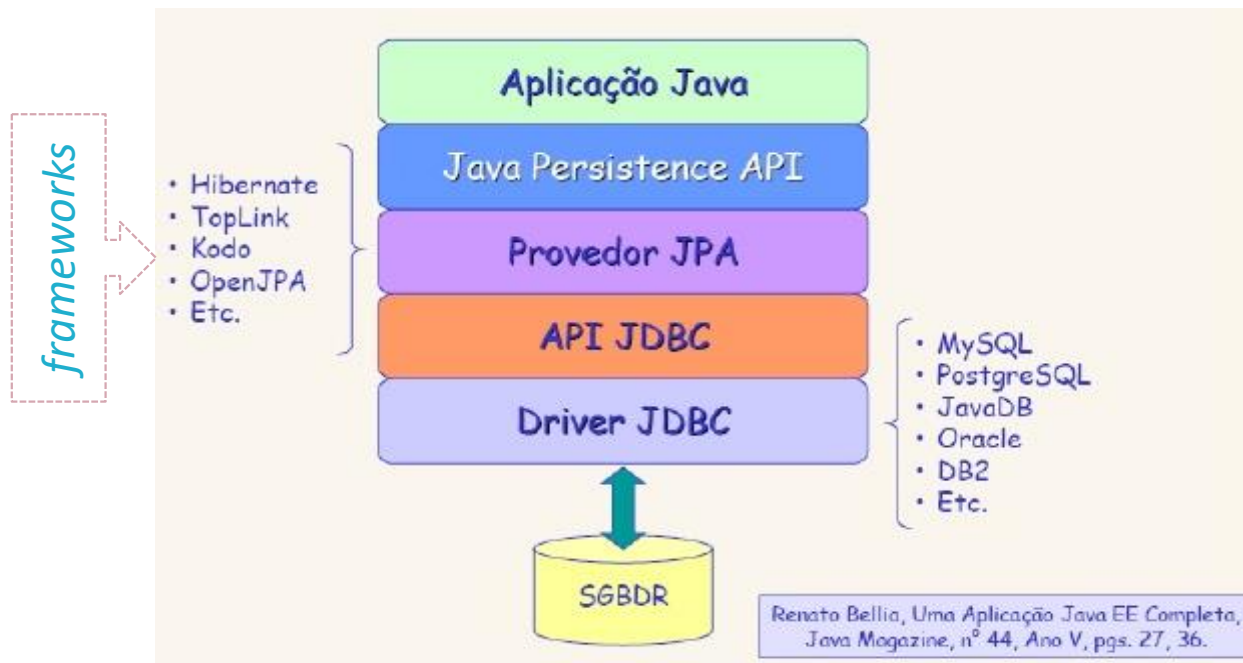 frameworks
• Hibernate
• TopLink
• Kodo
• OpenJPA
• Etc.
Aplicação Java
Java Persistence API
Provedor JPA
API JDBC
Driver JDBC
• MySQL
• PostgreSQL
• JavaDB
• Oracle
• DB2
• Etc.
SGBDR
Renato Bellia, Uma Aplicação Java EE Completa,
Java Magazine, nº 44, Ano V, pgs. 27, 36.